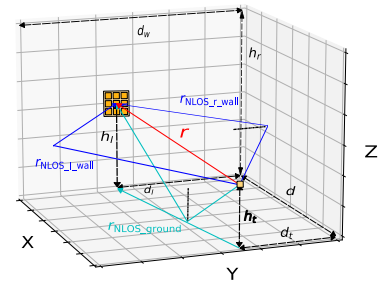 d_w
h_r
r_NLOS_r_wall
r
h_l
Z
r_NLOS_l_wall
d_l
d
h_t
r_NLOS_ground
d_t
X
Y